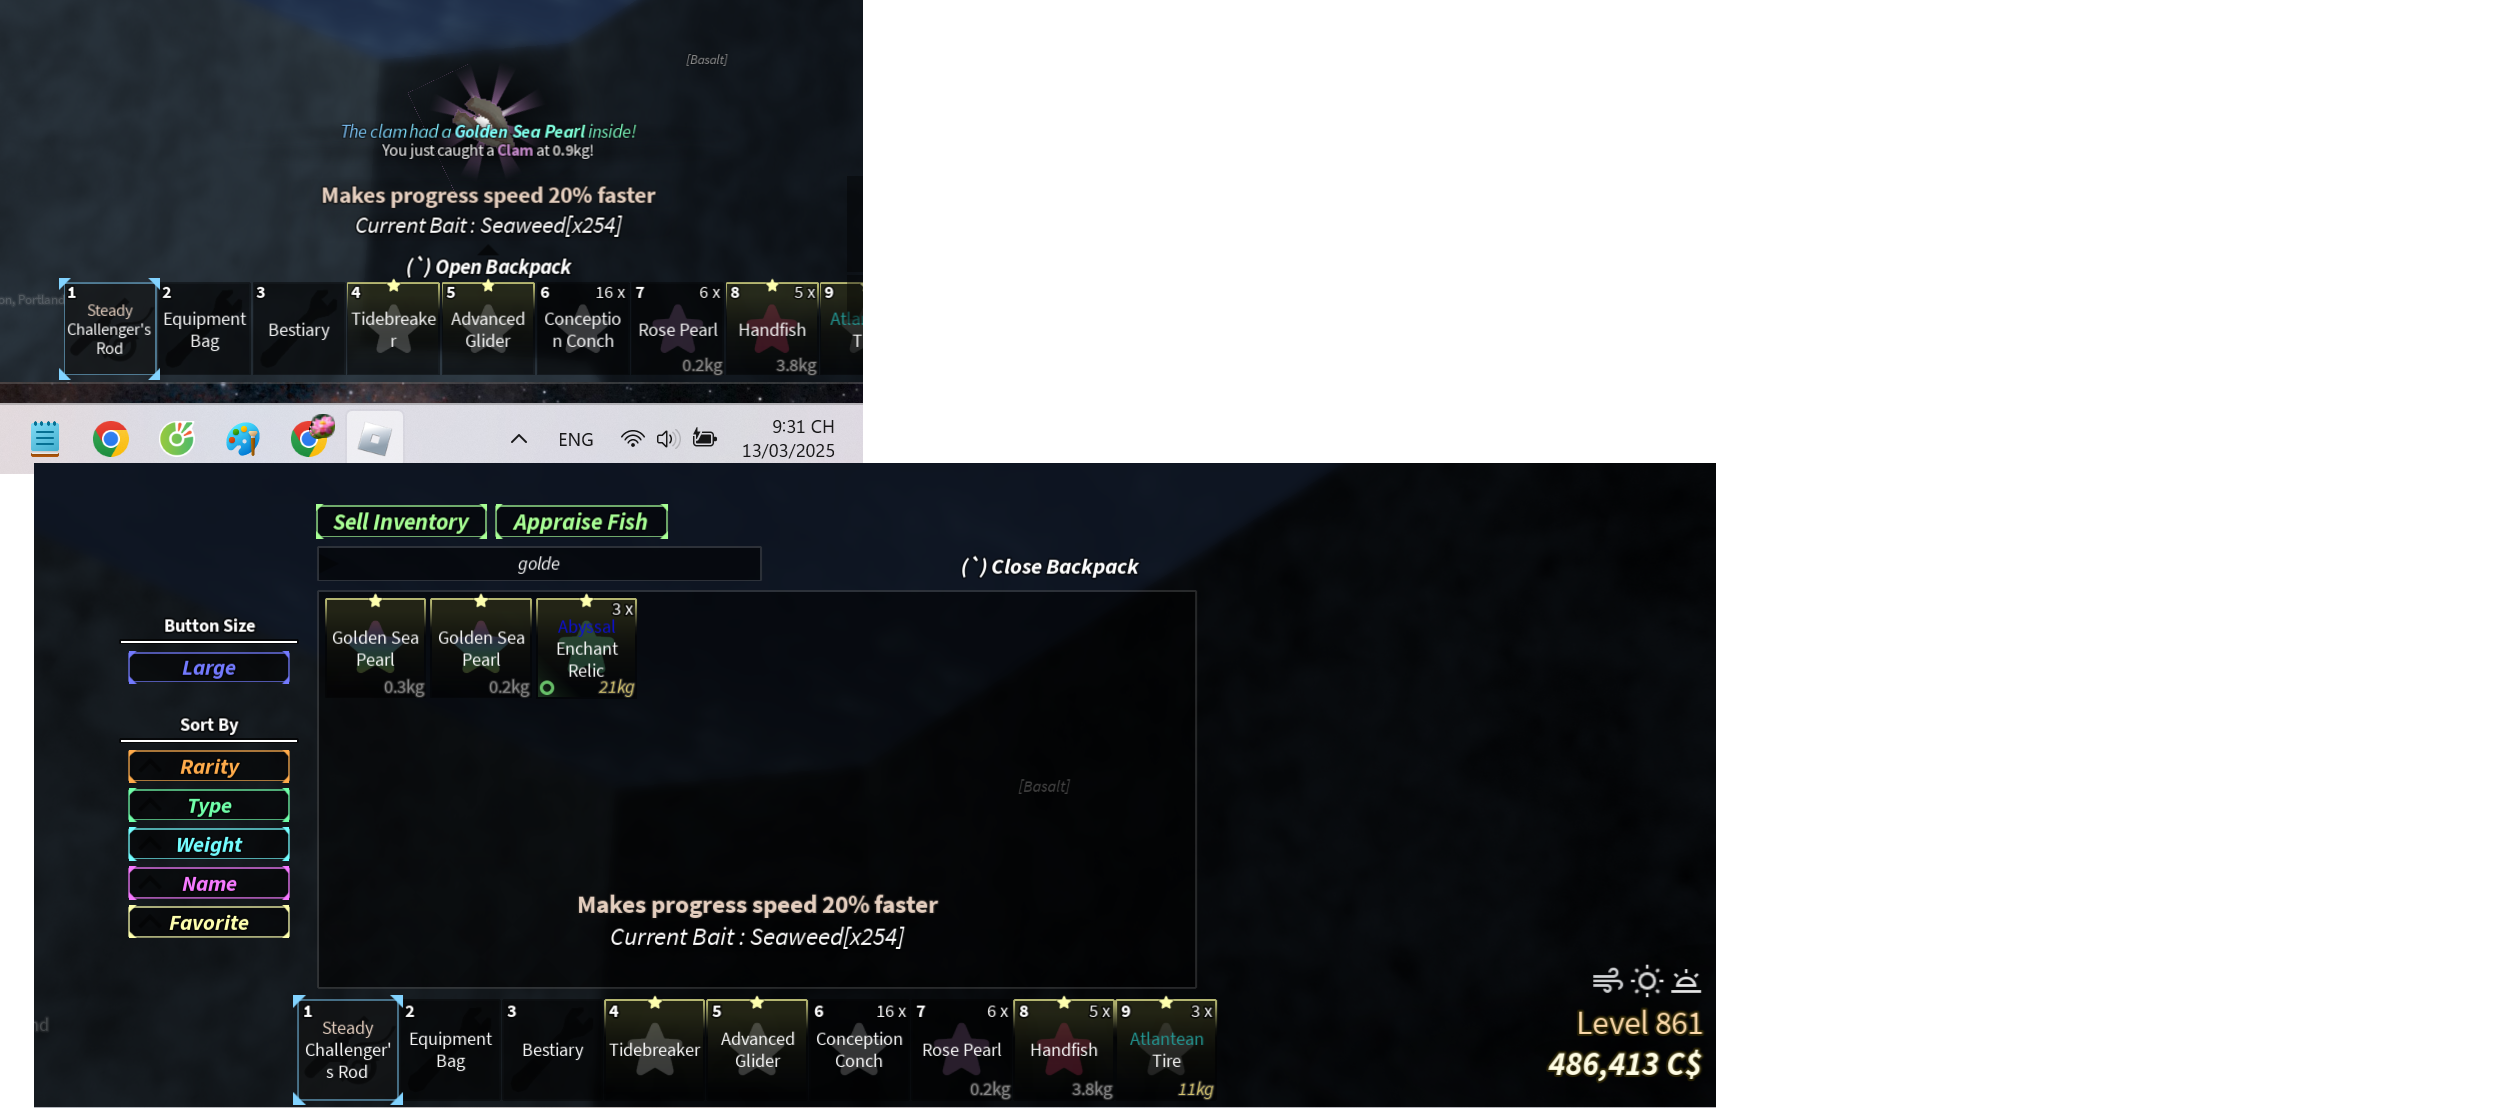 [Basalt]
The clam had a Golden Sea Pearl inside!
You just caught a Clam at 0.9kg!
Makes progress speed 20% faster
Current Bait : Seaweed[x254]
(`) Open Backpack
on, Portland
1
Steady
Challenger's
Rod
2
Equipment
Bag
3
Bestiary
4
Tidebreake
r
5
Advanced
Glider
6 16 x
Conceptio
n Conch
7 6 x
Rose Pearl
0.2kg
8 5 x
Handfish
3.8kg
9
Atla
T
ENG
9:31 CH
13/03/2025
Sell Inventory
Appraise Fish
golde
(`) Close Backpack
Golden Sea
Pearl
0.3kg
Golden Sea
Pearl
0.2kg
3 x
Abyssal
Enchant
Relic
21kg
Button Size
Large
Sort By
Rarity
Type
Weight
Name
Favorite
[Basalt]
Makes progress speed 20% faster
Current Bait : Seaweed[x254]
nd
1
Steady
Challenger'
s Rod
2
Equipment
Bag
3
Bestiary
4
Tidebreaker
5
Advanced
Glider
6 16 x
Conception
Conch
7 6 x
Rose Pearl
0.2kg
8 5 x
Handfish
3.8kg
9 3 x
Atlantean
Tire
11kg
Level 861
486,413 C$